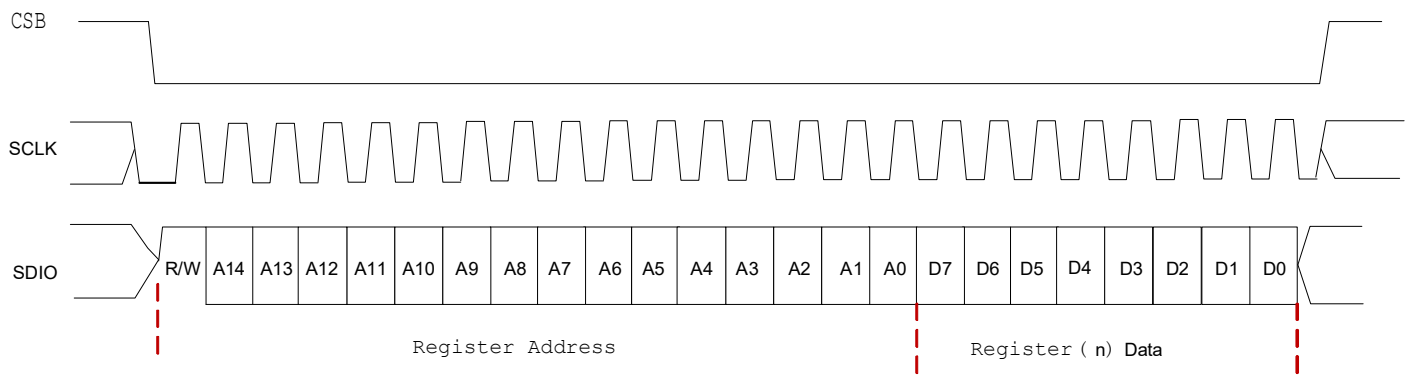 CSB
SCLK
SDIO
R/W A14 A13 A12 A11 A10 A9 A8 A7 A6 A5 A4 A3 A2 A1 A0 D7 D6 D5 D4 D3 D2 D1 D0
Register Address
Register ( n) Data